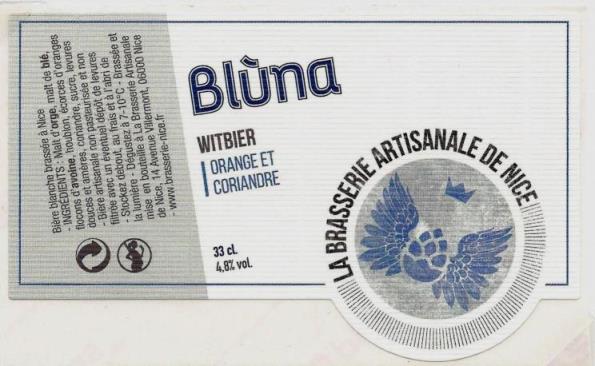 Bière blanche brassée à Nice
- INGRÉDIENTS : Malt d'orge, malt de blé,
flocons d'avoine, houblon, écorces d'oranges
douces et amères, coriandre, sucre, levures
- Bière artisanale non pasteurisée et non
filtrée avec un éventuel dépôt de levures
- Stockez debout, au frais et à l'abri de
la lumière - Dégustez à 7-10°C - Brassée et
mise en bouteille à La Brasserie Artisanale
de Nice, 14 Avenue Villermont, 06000 Nice
- www.brasserie-nice.fr
Blùna
WITBIER
ORANGE ET
CORIANDRE
33 cl.
4,8% vol.
LA BRASSERIE ARTISANALE DE NICE